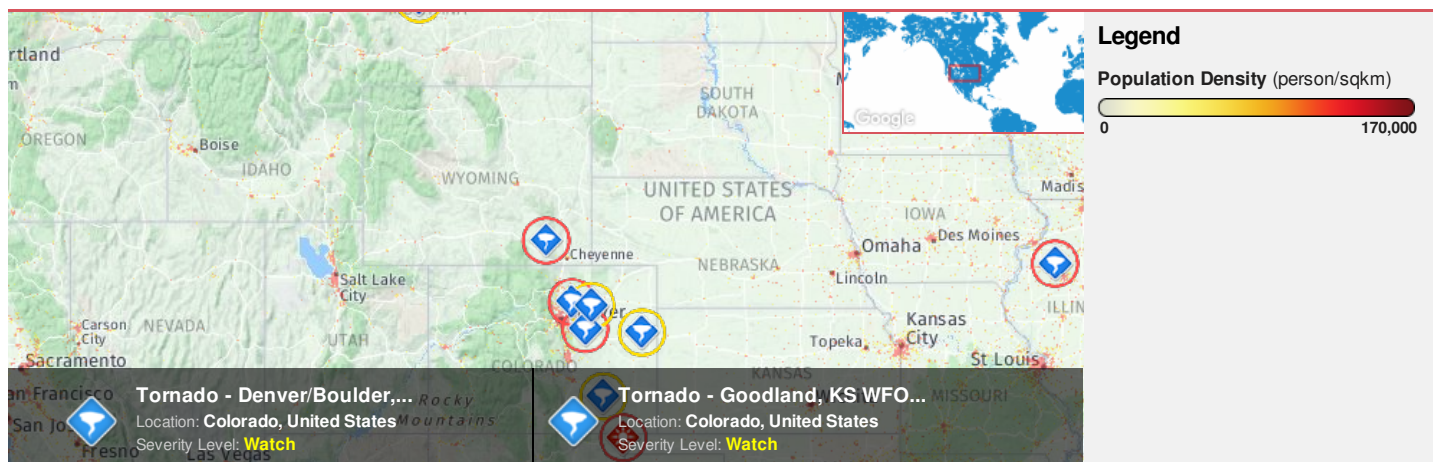 rtland
SOUTH
DAKOTA
OREGON
Boise
IDAHO
WYOMING
UNITED STATES
OF AMERICA
IOWA
Madis
Des Moines
Omaha
Cheyenne
NEBRASKA
Lincoln
Salt Lake
City
ILLIN
Carson
City
NEVADA
UTAH
er
Kansas
City
Topeka
Sacramento
St Louis
COLORADO
KANSAS
an Francisco
MISSOURI
San Jo
Rocky
Mountains
Fresno
Las Vegas
Google
Tornado - Denver/Boulder,...
Location: Colorado, United States
Severity Level: Watch
Tornado - Goodland, KS WFO...
Location: Colorado, United States
Severity Level: Watch
Legend
Population Density (person/sqkm)
0 170,000